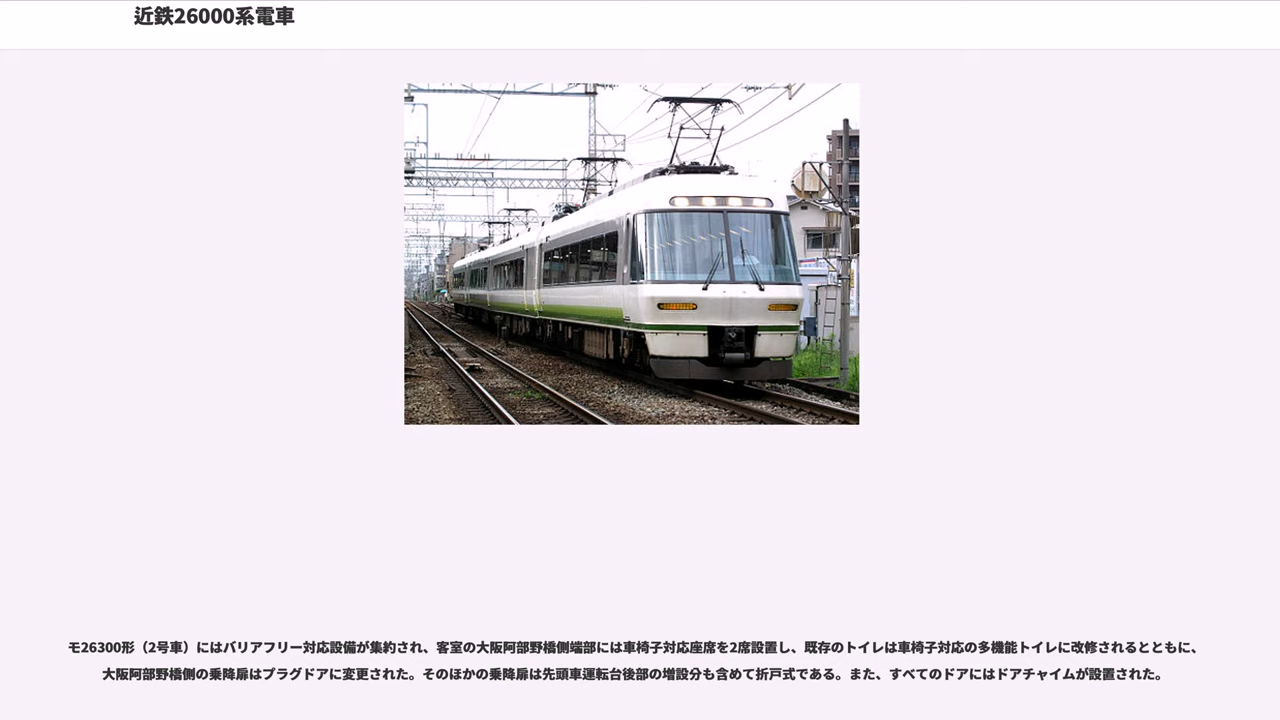 近鉄26000系電車
モ26300形（2号車）にはバリアフリー対応設備が集約され、客室の大阪阿部野橋側端部には車椅子対応座席を2席設置し、既存のトイレは車椅子対応の多機能トイレに改修されるとともに、
大阪阿部野橋側の乗降扉はプラグドアに変更された。そのほかの乗降扉は先頭車運転台後部の増設分も含めて折戸式である。また、すべてのドアにはドアチャイムが設置された。